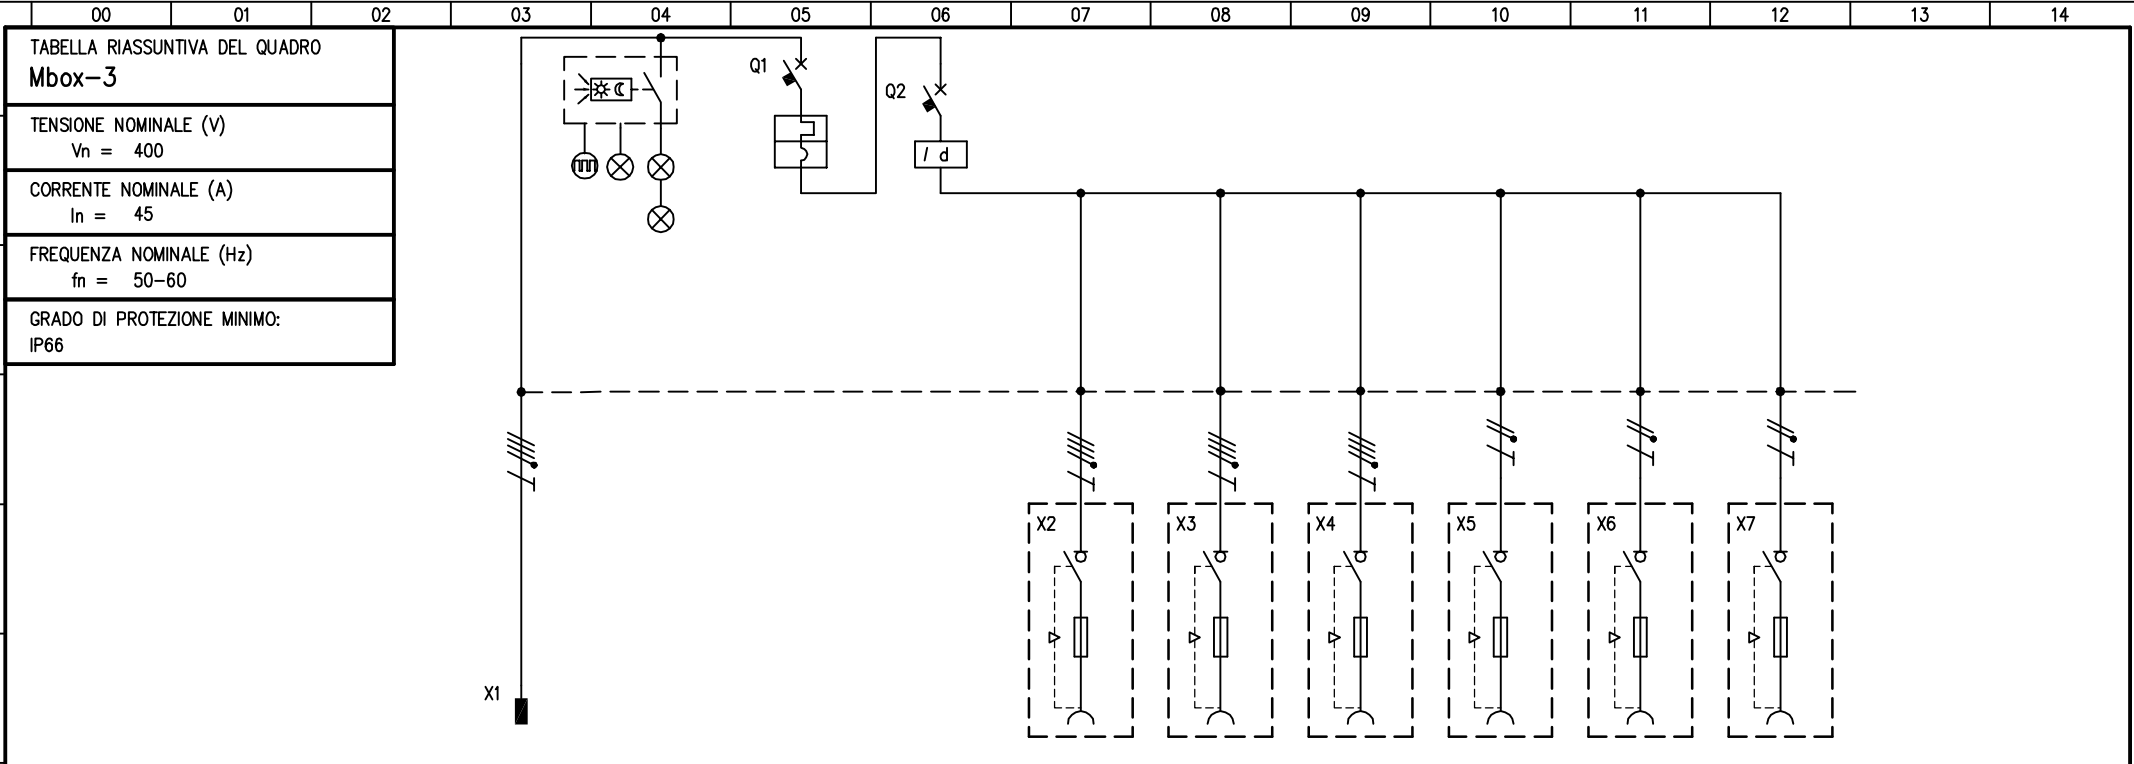 00 01 02 03 04 05 06 07 08 09 10 11 12 13 14
TABELLA RIASSUNTIVA DEL QUADRO
Mbox-3
TENSIONE NOMINALE (V)
Vn = 400
CORRENTE NOMINALE (A)
In = 45
FREQUENZA NOMINALE (Hz)
fn = 50-60
GRADO DI PROTEZIONE MINIMO:
IP66
Q1
Q2
I d
X2 X3 X4 X5 X6 X7
X1